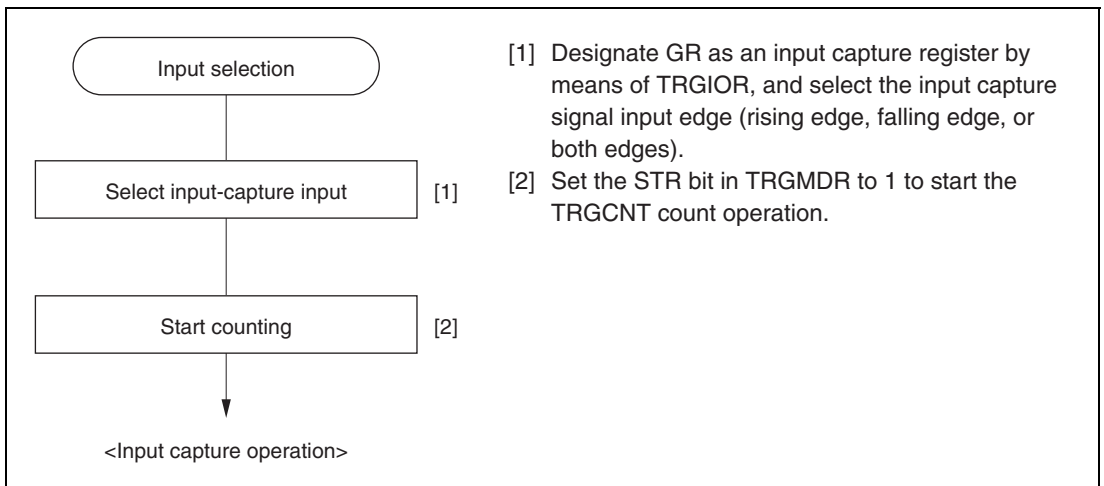 Input selection
Select input-capture input
[1]
Start counting
[2]
<Input capture operation>
[1] Designate GR as an input capture register by
means of TRGIOR, and select the input capture
signal input edge (rising edge, falling edge, or
both edges).
[2] Set the STR bit in TRGMDR to 1 to start the
TRGCNT count operation.